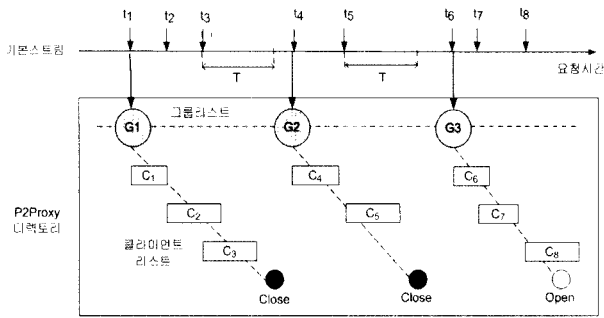 t1 t2 t3 t4 t5 t6 t7 t8
기본스트림
T T
요청시간
그룹리스트
G1 G2 G3
C1 C4 C6
P2Proxy
디렉토리
C2 C5 C7
클라이언트
리스트
C3 C8
Close Close Open